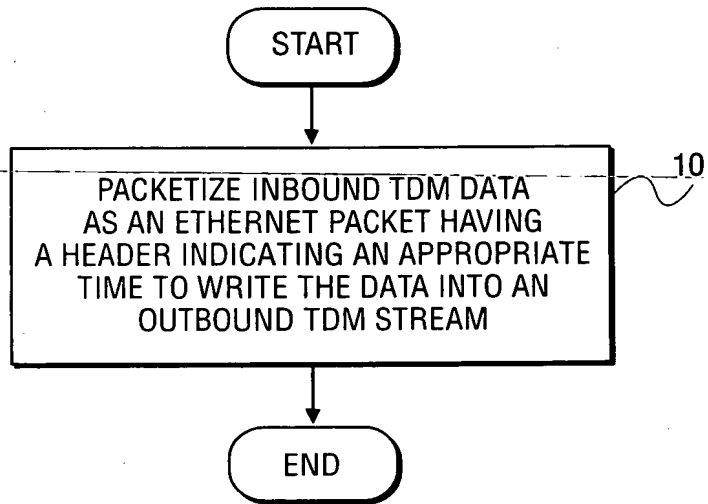 START
10
PACKETIZE INBOUND TDM DATA
AS AN ETHERNET PACKET HAVING
A HEADER INDICATING AN APPROPRIATE
TIME TO WRITE THE DATA INTO AN
OUTBOUND TDM STREAM
END